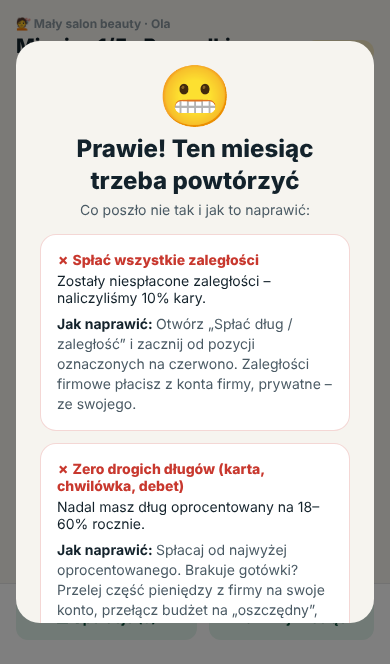 Mały salon beauty · Ola
Prawie! Ten miesiąc
trzeba powtórzyć
Co poszło nie tak i jak to naprawić:
× Spłać wszystkie zaległości
Zostały niespłacone zaległości –
naliczyliśmy 10% kary.
Jak naprawić: Otwórz „Spłać dług /
zaległość” i zacznij od pozycji
oznaczonych na czerwono. Zaległości
firmowe płacisz z konta firmy, prywatne –
ze swojego.
× Zero drogich długów (karta,
chwilówka, debet)
Nadal masz dług oprocentowany na 18–
60% rocznie.
Jak naprawić: Spłacaj od najwyżej
oprocentowanego. Brakuje gotówki?
Przelej część pieniędzy z firmy na swoje
konto, przełącz budżet na „oszczędny”,